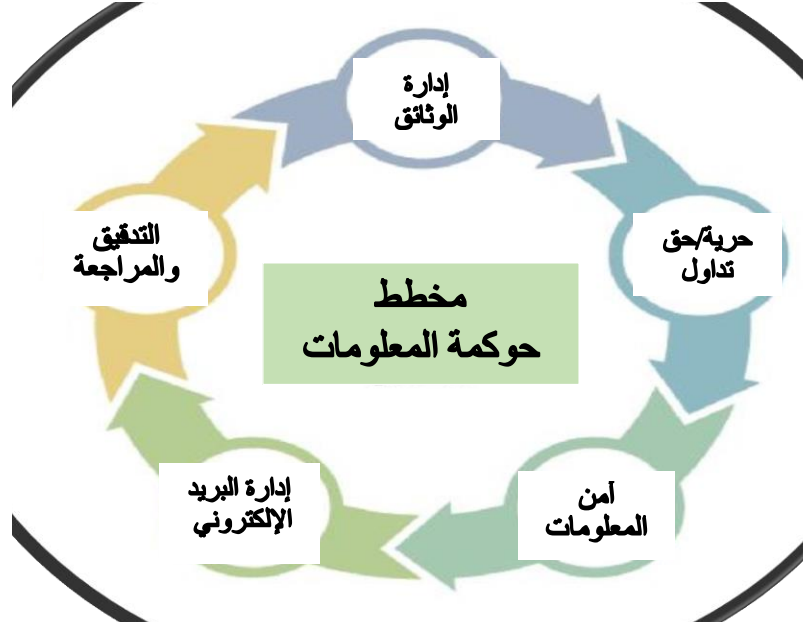 إدارة
الوثائق
حرية/حق
تداول
أمن
المعلومات
إدارة البريد
الإلكتروني
التدقيق
والمراجعة
مخطط
حوكمة المعلومات